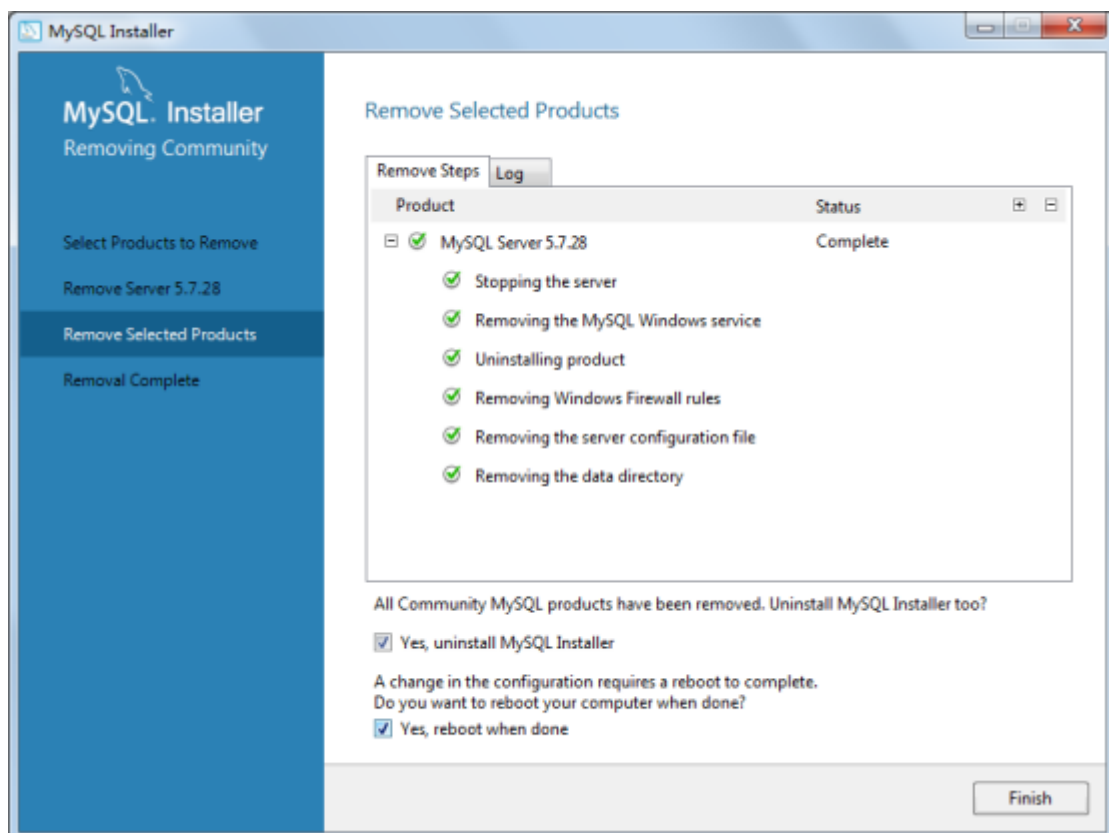 MySQL Installer
MySQL. Installer
Removing Community
Select Products to Remove
Remove Server 5.7.28
Remove Selected Products
Removal Complete
Remove Selected Products
Remove Steps Log
Product Status
MySQL Server 5.7.28 Complete
Stopping the server
Removing the MySQL Windows service
Uninstalling product
Removing Windows Firewall rules
Removing the server configuration file
Removing the data directory
All Community MySQL products have been removed. Uninstall MySQL Installer too?
Yes, uninstall MySQL Installer
A change in the configuration requires a reboot to complete.
Do you want to reboot your computer when done?
Yes, reboot when done
Finish